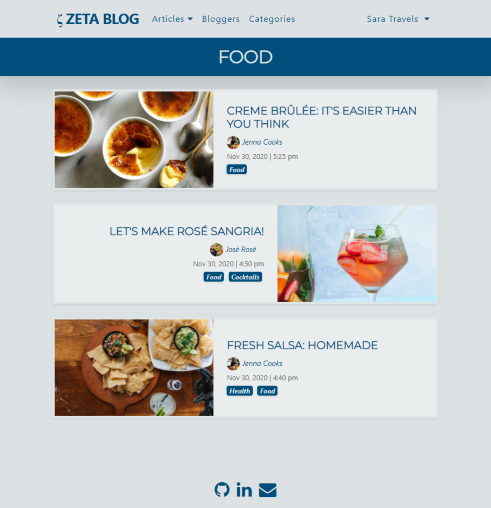 ζ ZETA BLOG Articles Bloggers Categories Sara Travels
FOOD
CREME BRÛLÉE: IT'S EASIER THAN
YOU THINK
Jenna Cooks
Nov 30, 2020 | 5:25 pm
Food
LET'S MAKE ROSÉ SANGRIA!
José Rosé
Nov 30, 2020 | 4:50 pm
Food Cocktails
FRESH SALSA: HOMEMADE
Jenna Cooks
Nov 30, 2020 | 4:40 pm
Health Food